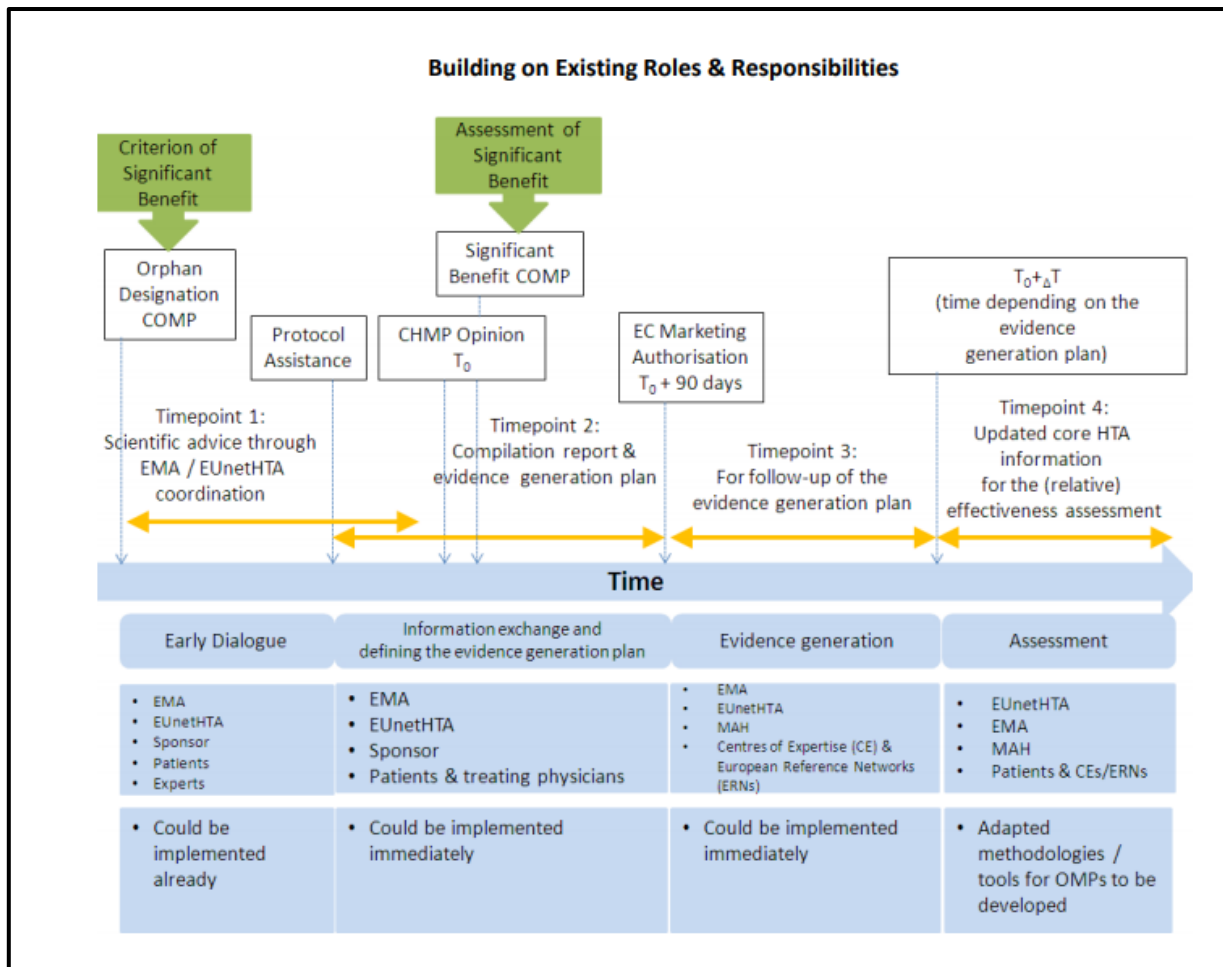 Building on Existing Roles & Responsibilities
Criterion of
Significant
Benefit
Assessment of
Significant
Benefit
Orphan
Designation
COMP
Protocol
Assistance
Significant
Benefit COMP
CHMP Opinion
T₀
EC Marketing
Authorisation
T₀ + 90 days
T₀+ΔT
(time depending on the
evidence
generation plan)
Timepoint 1:
Scientific advice through
EMA / EUnetHTA
coordination
Timepoint 2:
Compilation report &
evidence generation plan
Timepoint 3:
For follow-up of the
evidence generation plan
Timepoint 4:
Updated core HTA
information
for the (relative)
effectiveness assessment
Time
Early Dialogue
Information exchange and
defining the evidence generation plan
Evidence generation
Assessment
• EMA
• EUnetHTA
• Sponsor
• Patients
• Experts
• EMA
• EUnetHTA
• Sponsor
• Patients & treating physicians
• EMA
• EUnetHTA
• MAH
• Centres of Expertise (CE) &
European Reference Networks
(ERNs)
• EUnetHTA
• EMA
• MAH
• Patients & CEs/ERNs
• Could be
implemented
already
• Could be implemented
immediately
• Could be implemented
immediately
• Adapted
methodologies /
tools for OMPs to be
developed